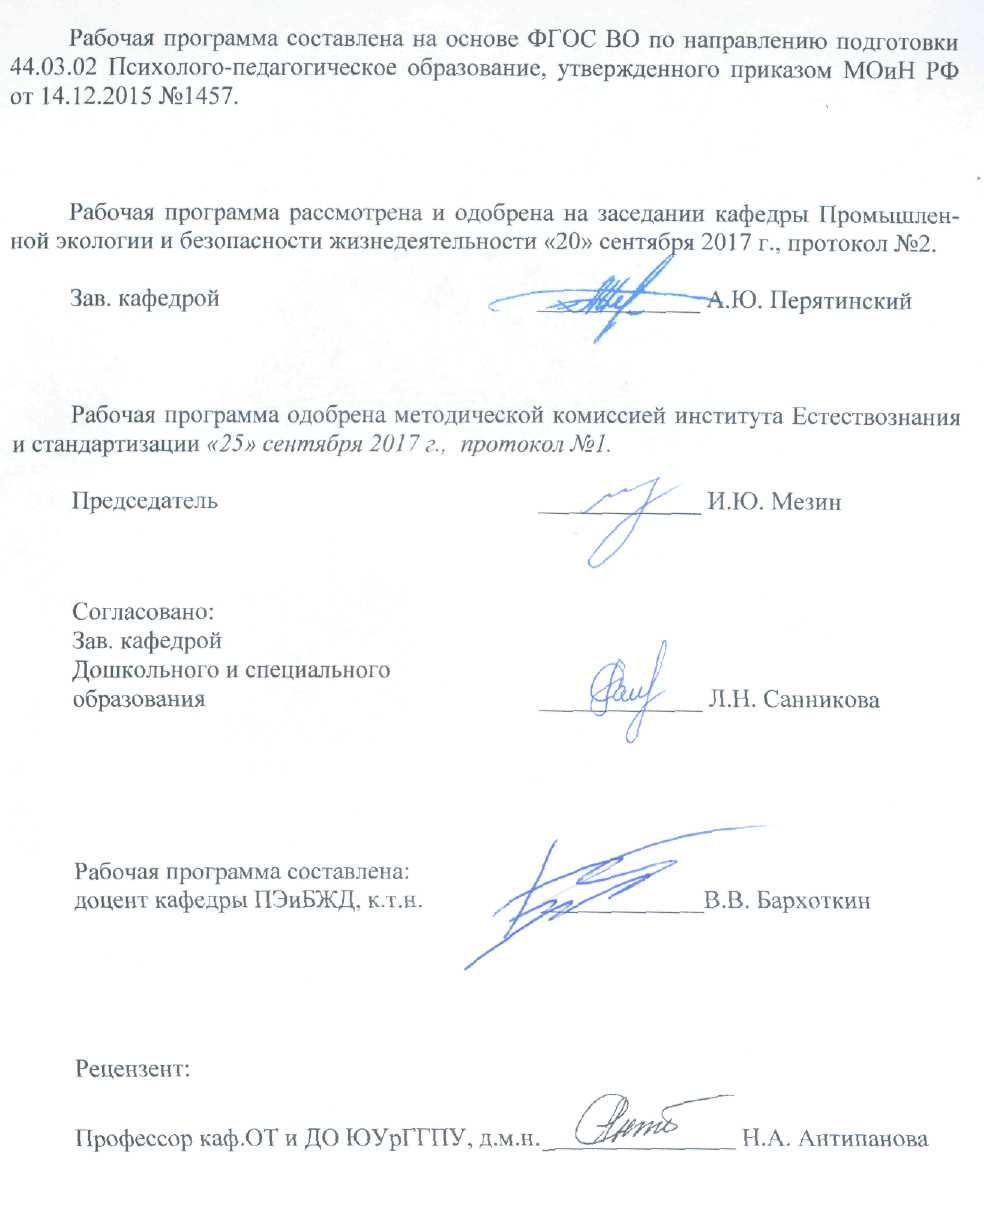 Рабочая программа составлена на основе ФГОС ВО по направлению подготовки
44.03.02 Психолого-педагогическое образование, утвержденного приказом МОиН РФ
от 14.12.2015 №1457.
Рабочая программа рассмотрена и одобрена на заседании кафедры Промышлен-
ной экологии и безопасности жизнедеятельности «20» сентября 2017 г., протокол №2.
Зав. кафедрой А.Ю. Перятинский
Рабочая программа одобрена методической комиссией института Естествознания
и стандартизации «25» сентября 2017 г., протокол №1.
Председатель И.Ю. Мезин
Согласовано:
Зав. кафедрой
Дошкольного и специального
образования Л.Н. Санникова
Рабочая программа составлена:
доцент кафедры ПЭиБЖД, к.т.н. В.В. Бархоткин
Рецензент:
Профессор каф.ОТ и ДО ЮУрГГПУ, д.м.н. Н.А. Антипанова